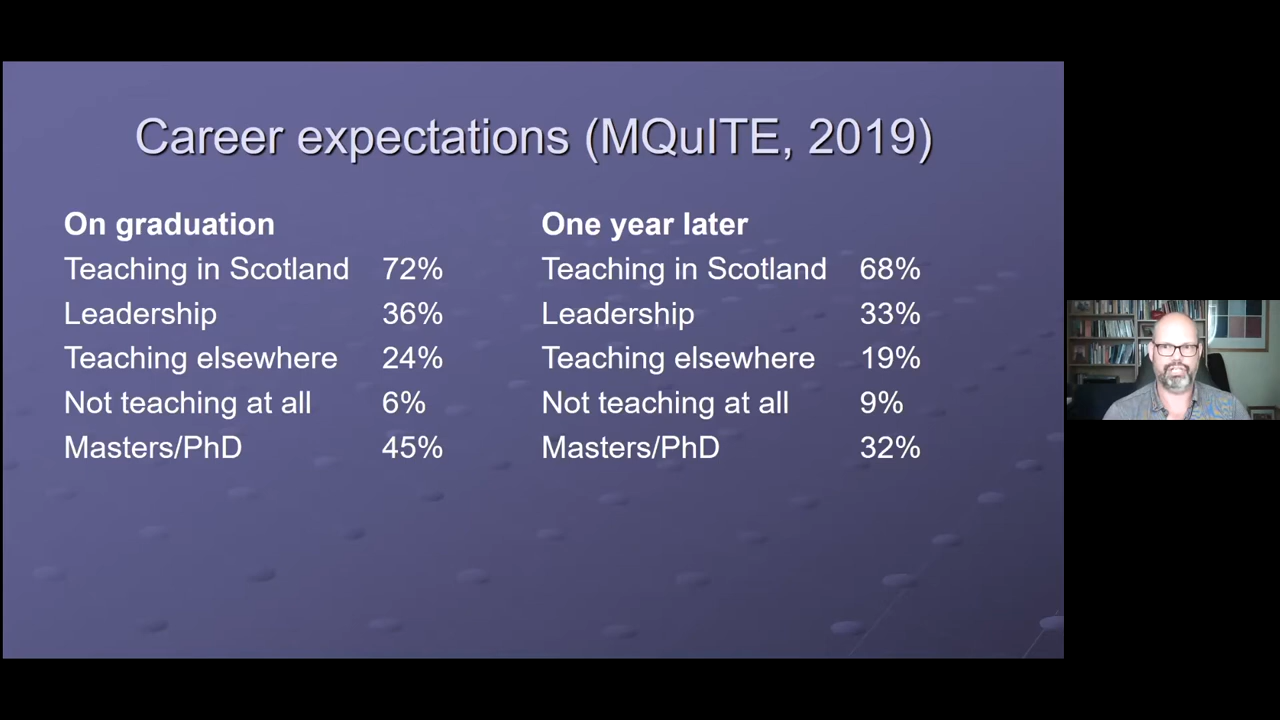 Career expectations (MQuITE, 2019)
On graduation
Teaching in Scotland 72%
Leadership 36%
Teaching elsewhere 24%
Not teaching at all 6%
Masters/PhD 45%
One year later
Teaching in Scotland 68%
Leadership 33%
Teaching elsewhere 19%
Not teaching at all 9%
Masters/PhD 32%